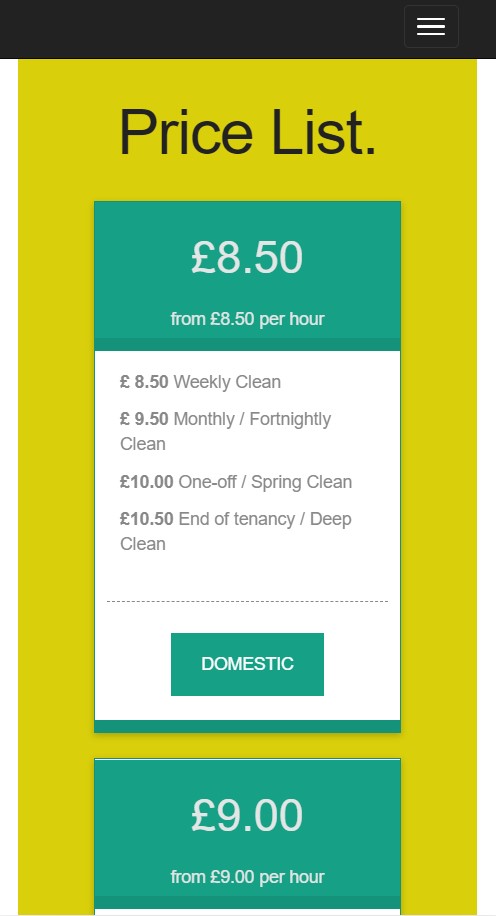 Price List.
£8.50
from £8.50 per hour
£ 8.50 Weekly Clean
£ 9.50 Monthly / Fortnightly
Clean
£10.00 One-off / Spring Clean
£10.50 End of tenancy / Deep
Clean
DOMESTIC
£9.00
from £9.00 per hour